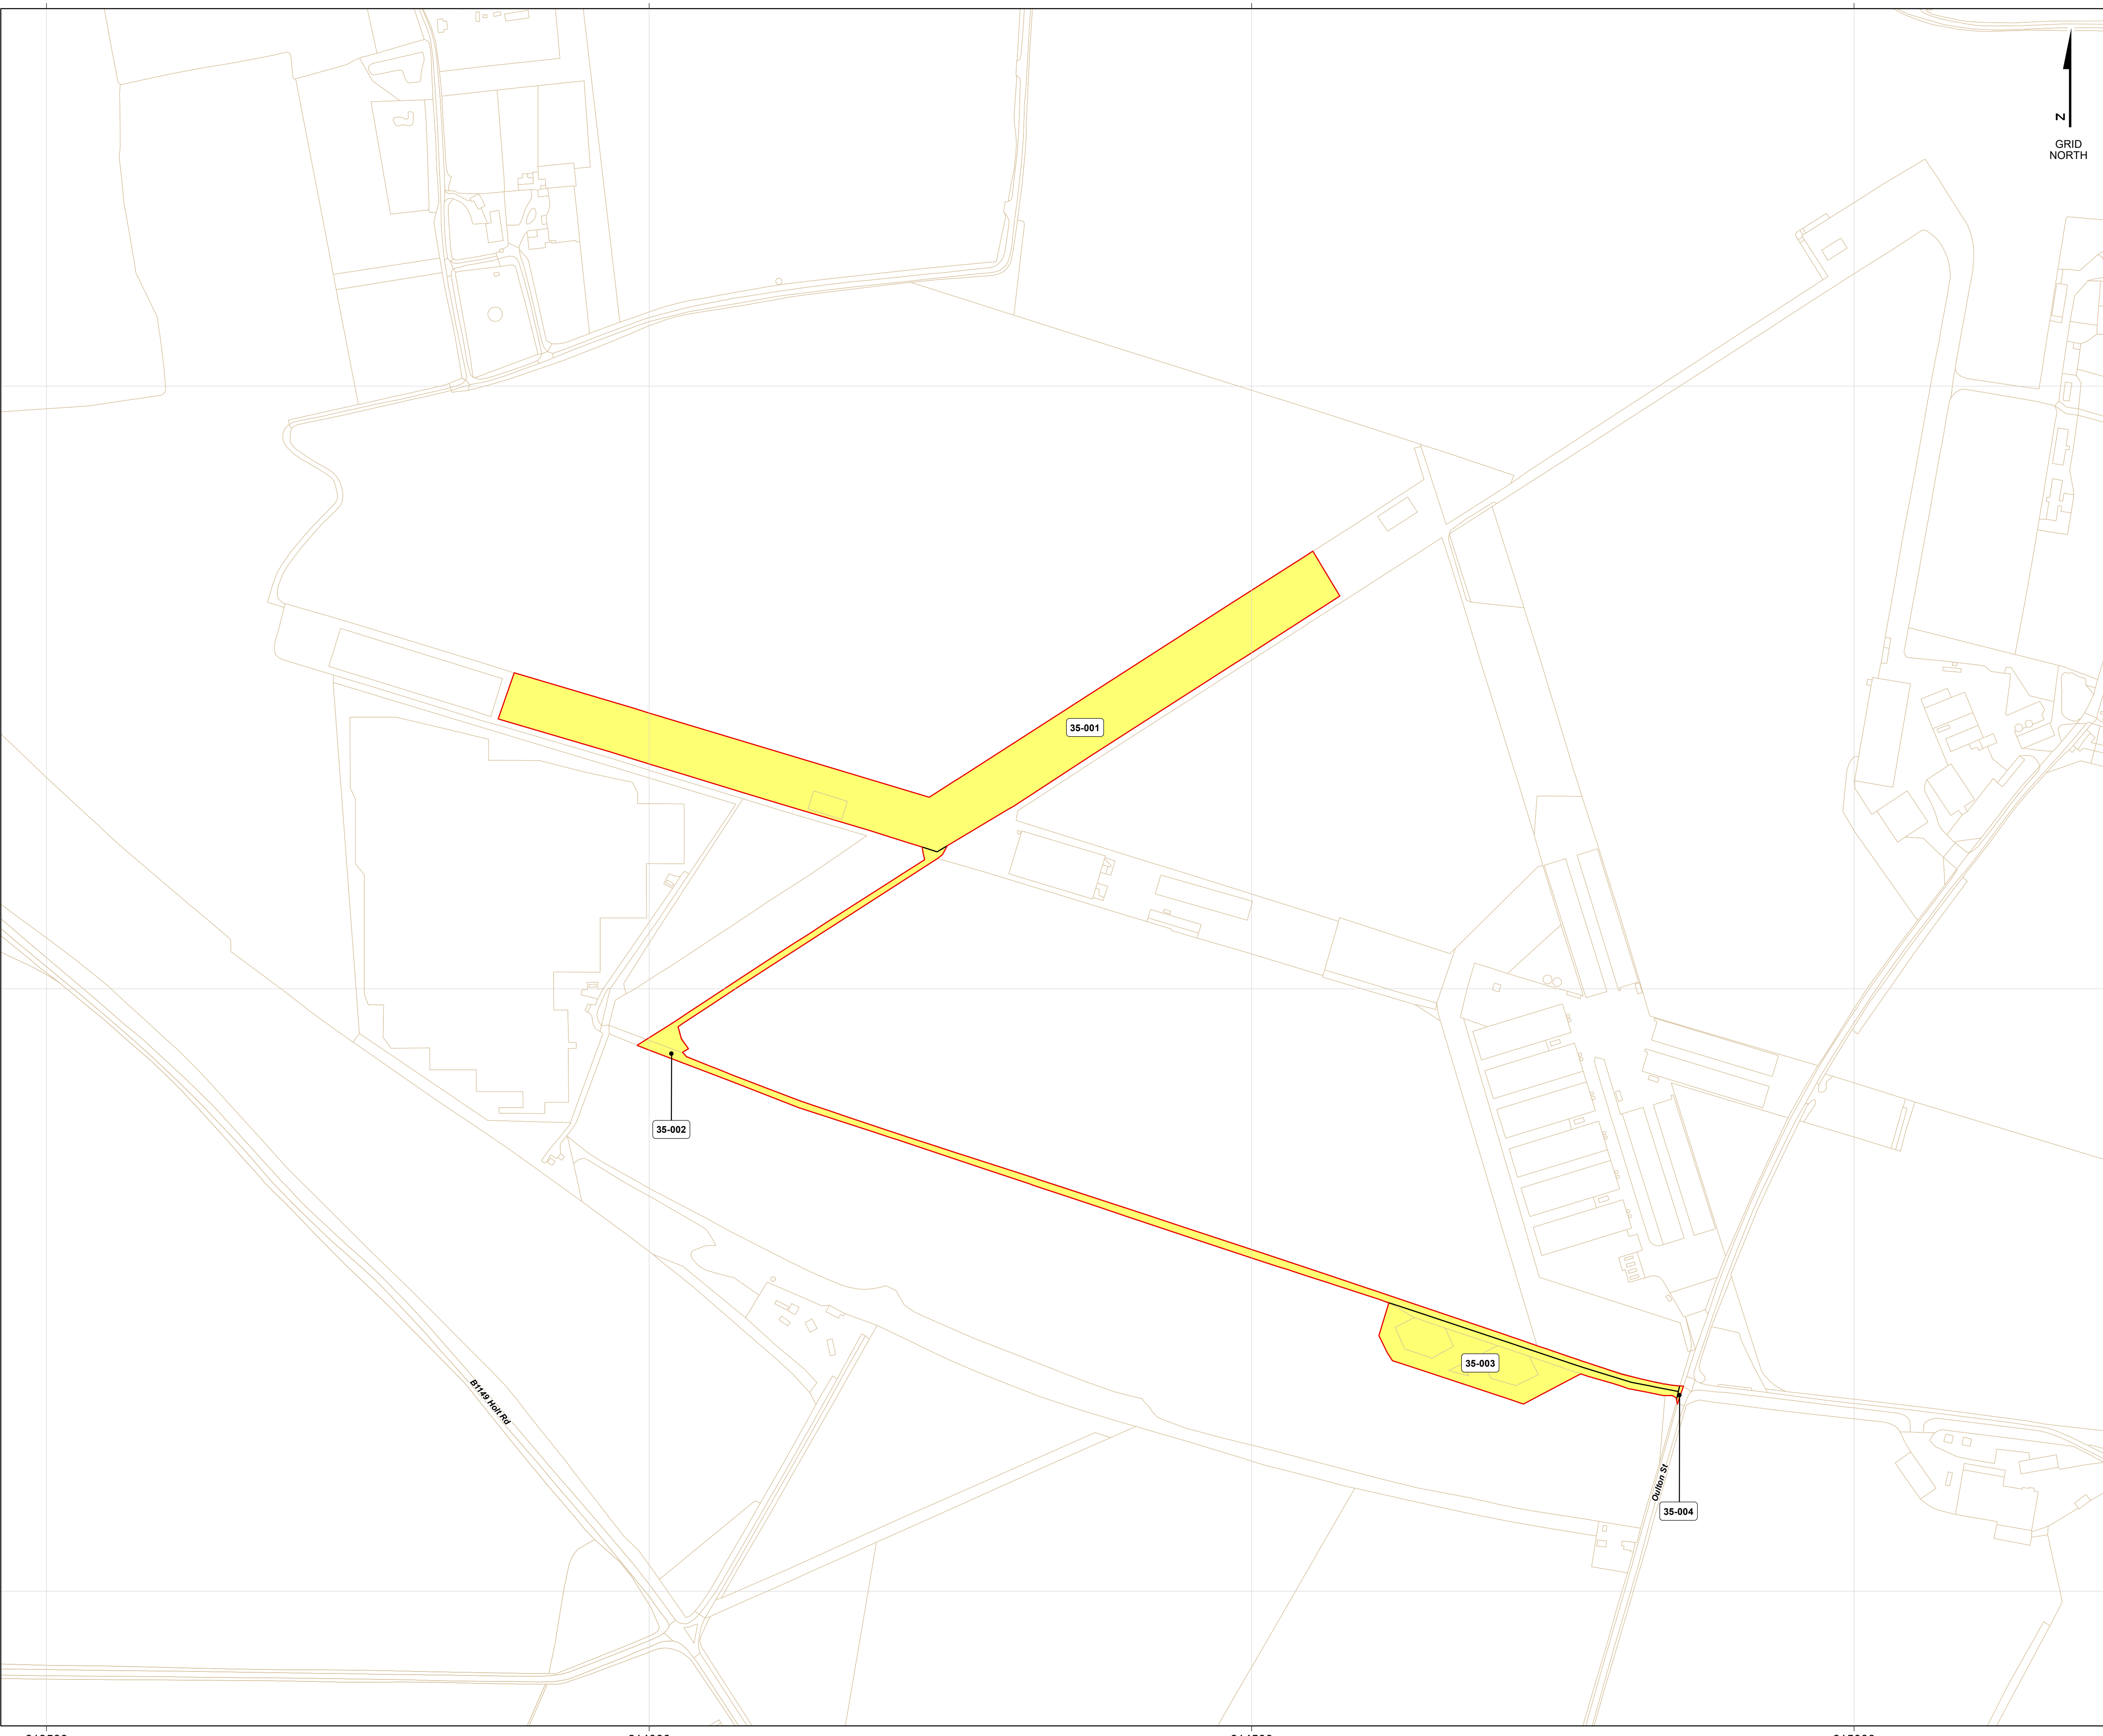 N
GRID
NORTH
35-001
35-002
35-003
B1149 Holt Rd
Oulton St
35-004